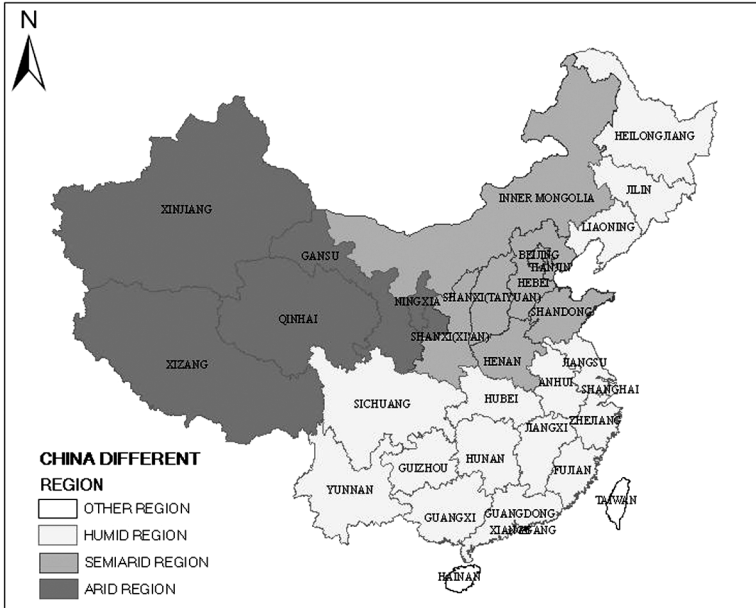 N
HEILONGJIANG
JILIN
XINJIANG
INNER MONGOLIA
LIAONING
GANSU
BEIJING
TIANJIN
HEBEI
NINGXIA
SHANXI(TAIYUAN)
SHANDONG
QINHAI
SHANXI(XI'AN)
XIZANG
HENAN
JIANGSU
ANHUI
SHANGHAI
SICHUANG
HUBEI
ZHEJIANG
JIANGXI
HUNAN
GUIZHOU
FUJIAN
YUNNAN
TAIWAN
GUANGXI
GUANGDONG
HAINAN
CHINA DIFFERENT
REGION
OTHER REGION
HUMID REGION
SEMIARID REGION
ARID REGION